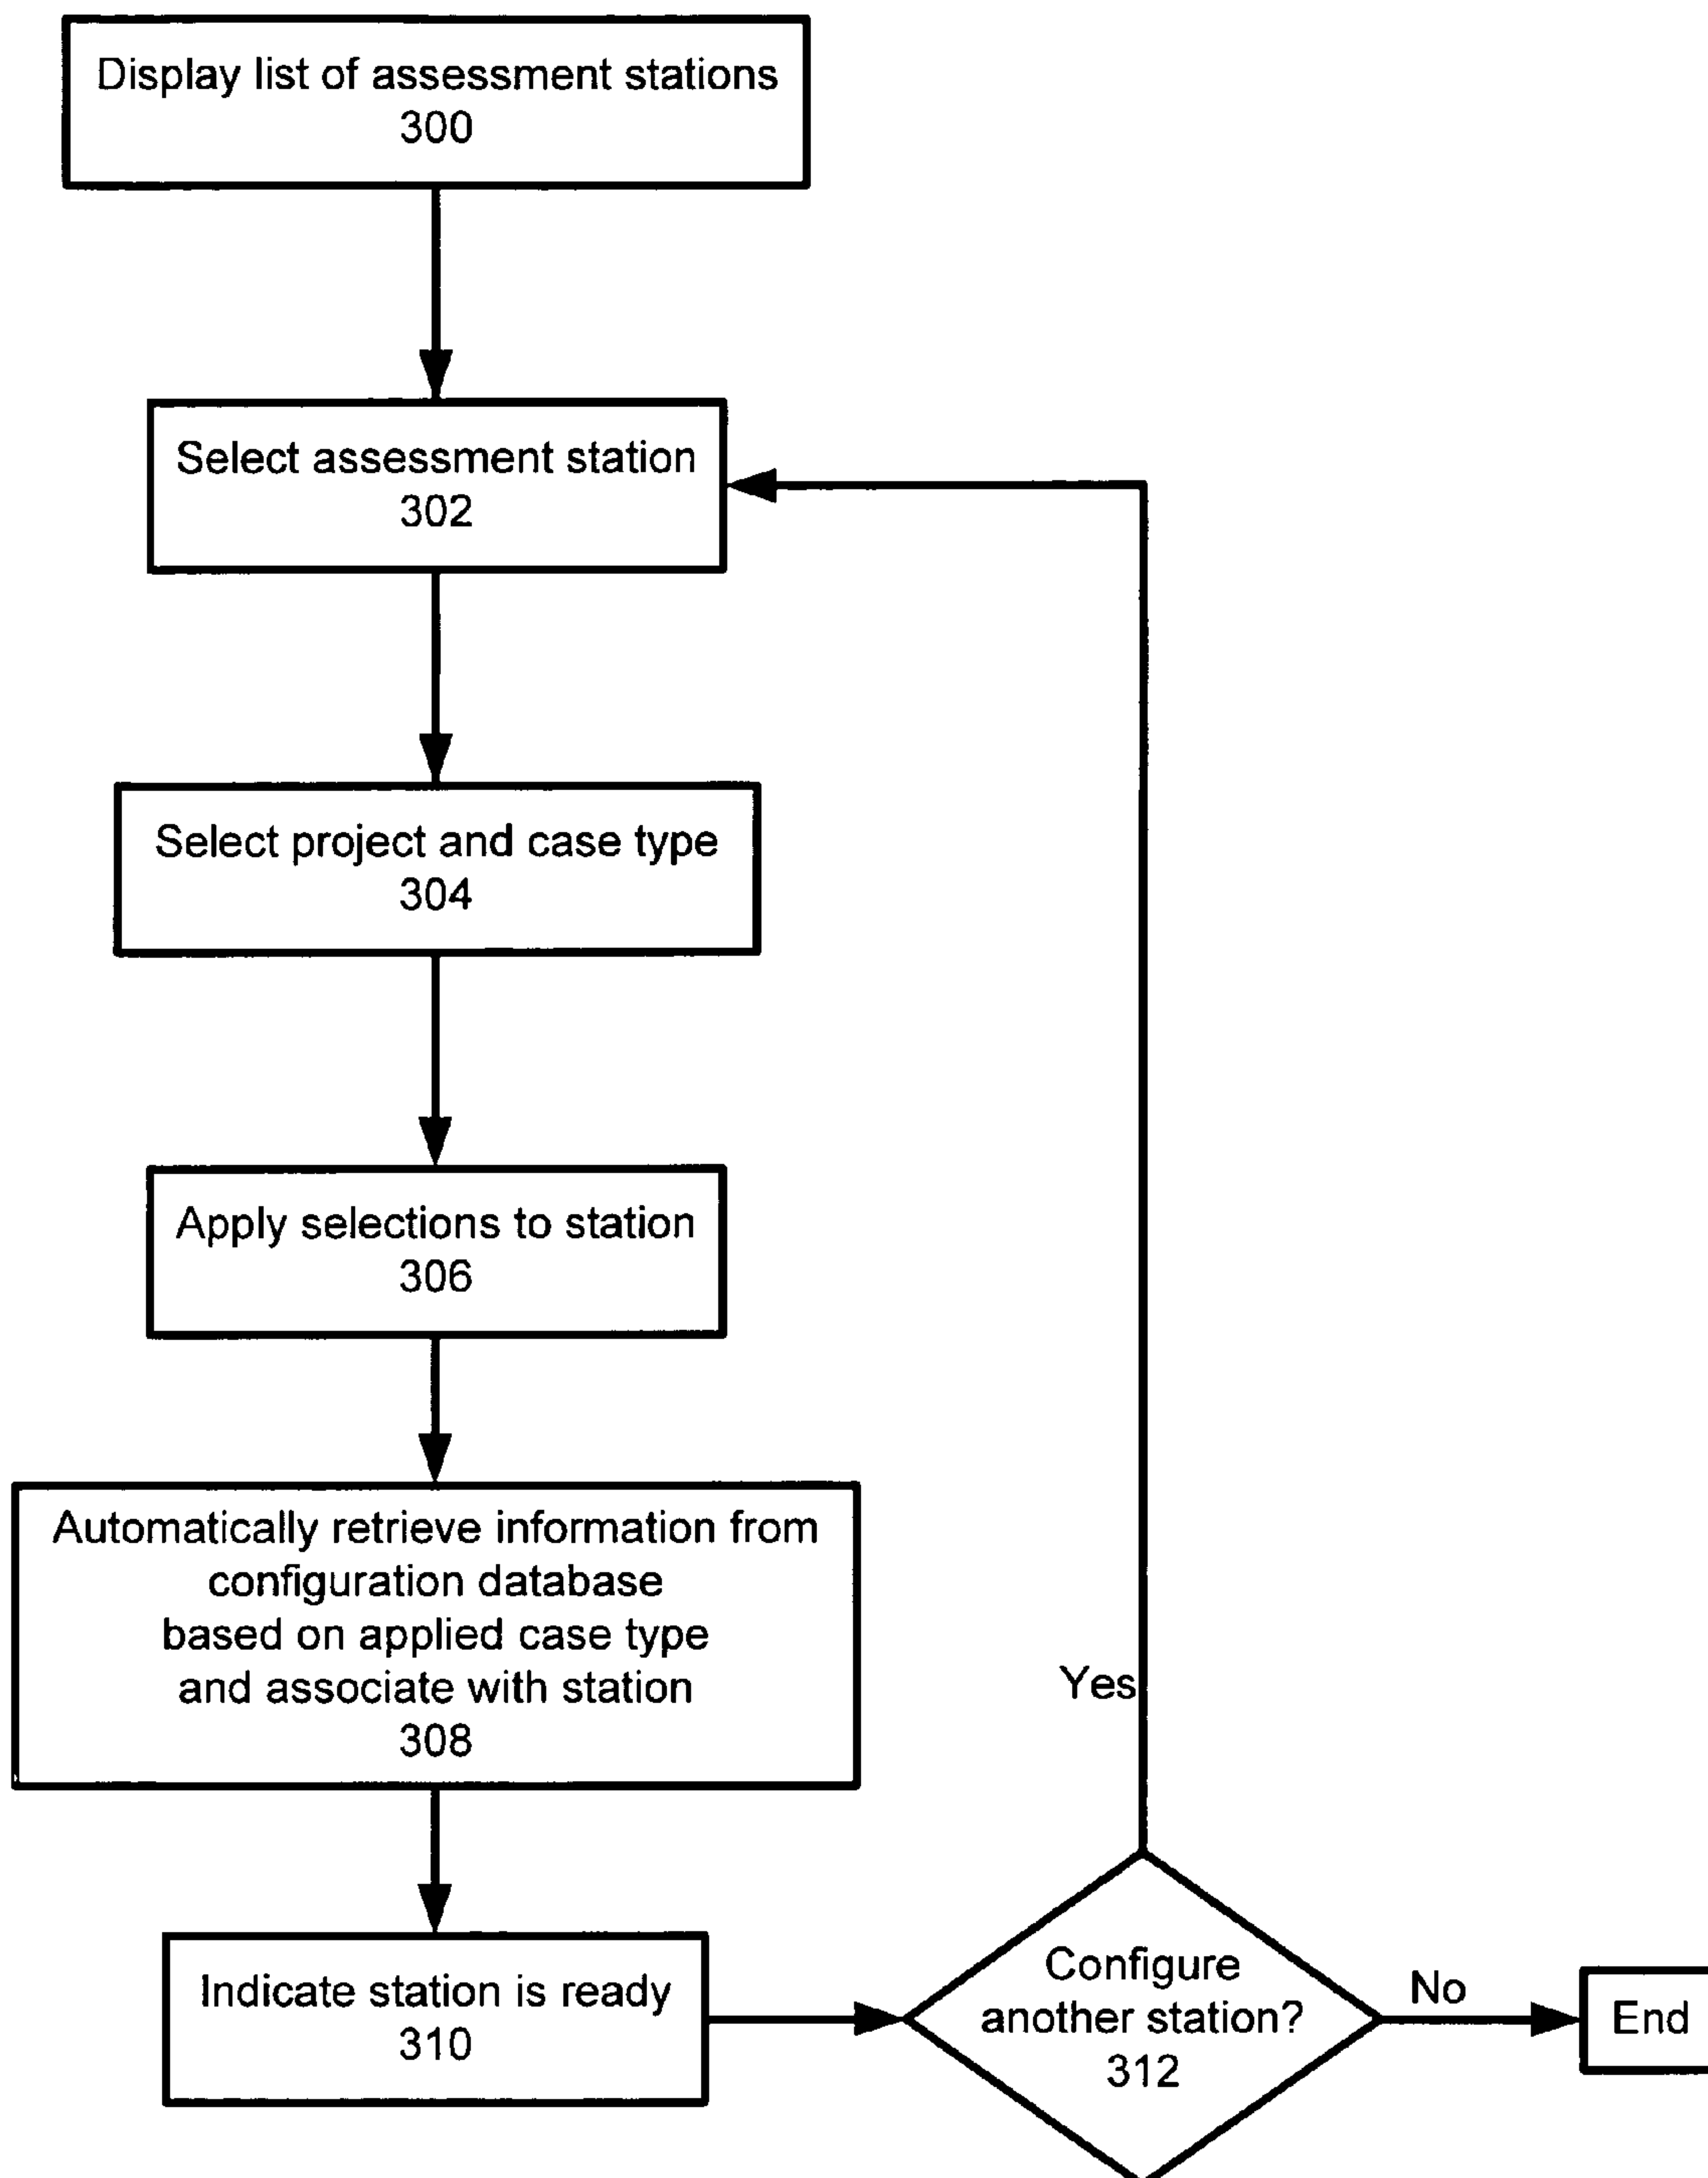 Display list of assessment stations
300
Select assessment station
302
Select project and case type
304
Apply selections to station
306
Automatically retrieve information from
configuration database
based on applied case type
and associate with station
308
Indicate station is ready
310
Configure
another station?
312
Yes
No
End